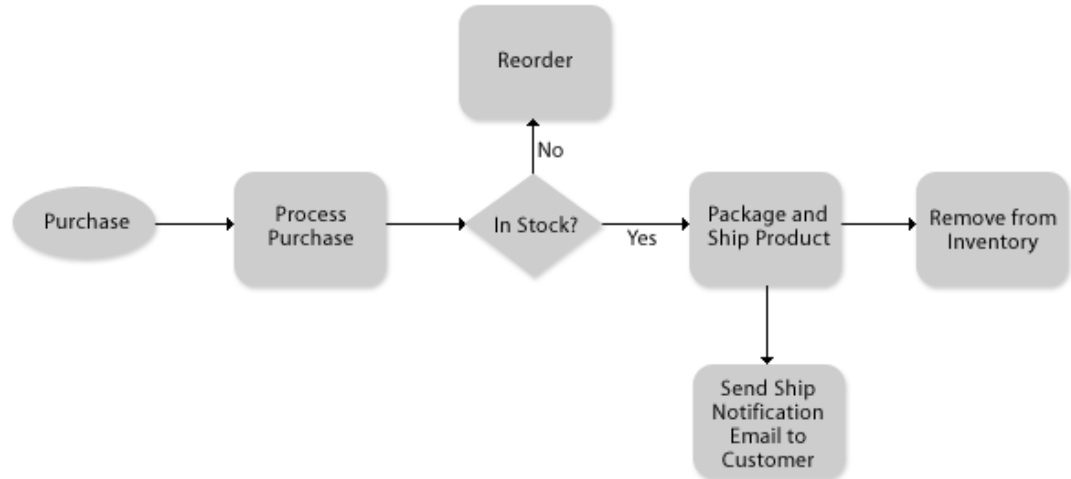 Reorder
No
Purchase
Process
Purchase
In Stock?
Yes
Package and
Ship Product
Remove from
Inventory
Send Ship
Notification
Email to
Customer